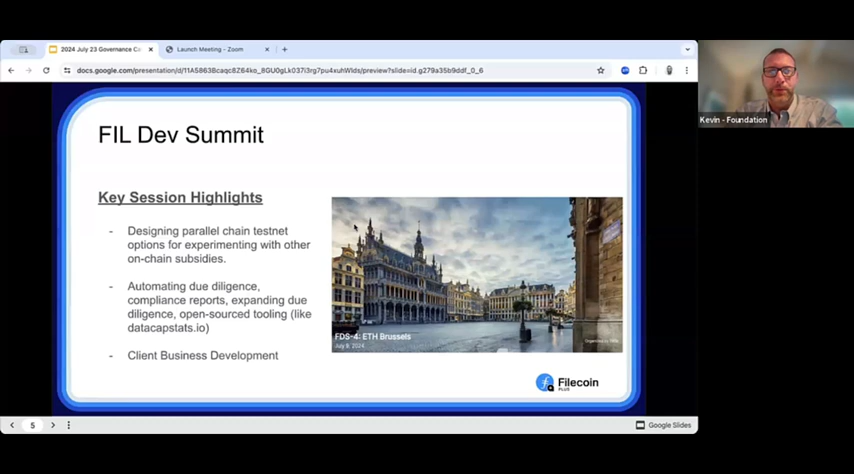 2024 July 23 Governance Ca
Launch Meeting - Zoom
docs.google.com/presentation/d/11A5863Bcaqc8Z64ko_8GU0gLk037i3rg7pu4xuhWlds/preview?slide=id.g279a35b9ddf_0_6
Kevin - Foundation
FIL Dev Summit
Key Session Highlights
- Designing parallel chain testnet
options for experimenting with other
on-chain subsidies.
- Automating due diligence,
compliance reports, expanding due
diligence, open-sourced tooling (like
datacapstats.io)
- Client Business Development
FDS-4: ETH Brussels
July 9, 2024
Filecoin
PLUS
5
Google Slides